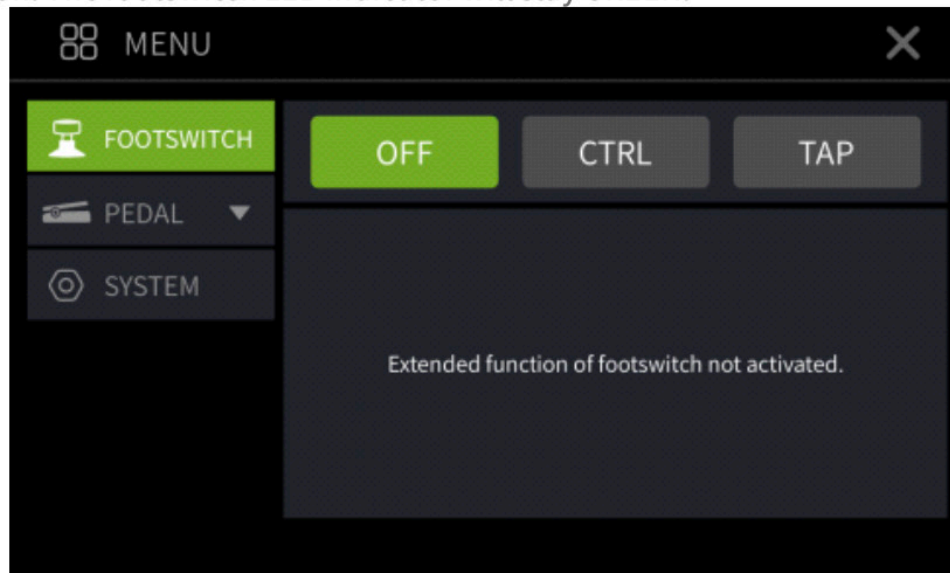 MENU
FOOTSWITCH
PEDAL
SYSTEM
OFF CTRL TAP
Extended function of footswitch not activated.